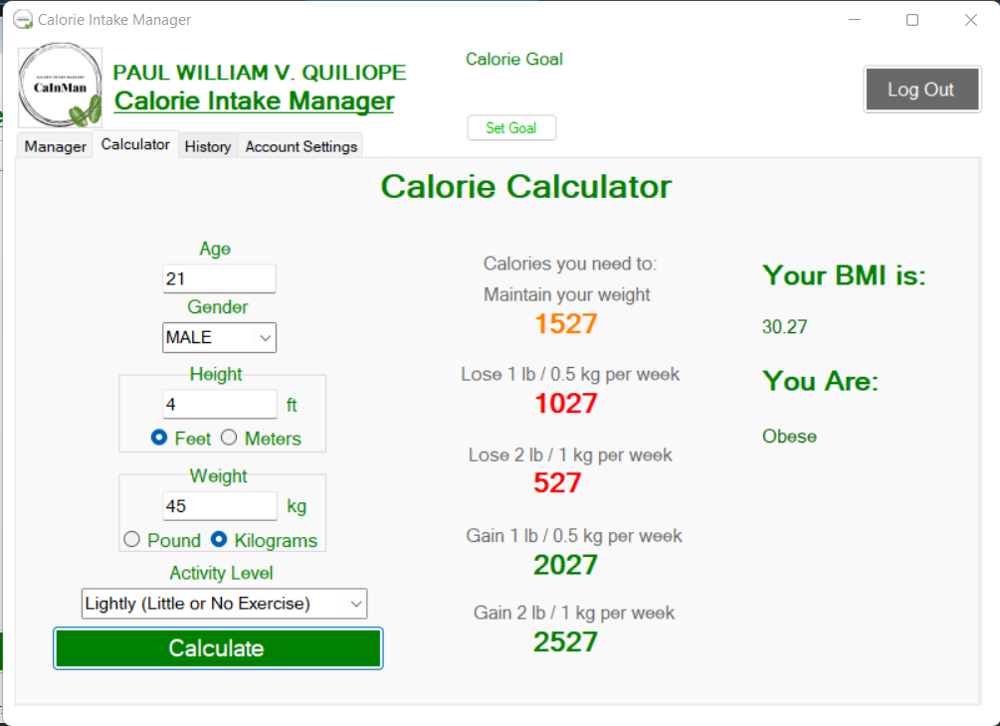 Calorie Intake Manager
CaInMan
PAUL WILLIAM V. QUILIOPE
Calorie Intake Manager
Calorie Goal
Set Goal
Log Out
Manager
Calculator
History
Account Settings
Calorie Calculator
Age
21
Gender
MALE
Height
4 ft
Feet Meters
Weight
45 kg
Pound Kilograms
Activity Level
Lightly (Little or No Exercise)
Calculate
Calories you need to:
Maintain your weight
1527
Lose 1 lb / 0.5 kg per week
1027
Lose 2 lb / 1 kg per week
527
Gain 1 lb / 0.5 kg per week
2027
Gain 2 lb / 1 kg per week
2527
Your BMI is:
30.27
You Are:
Obese